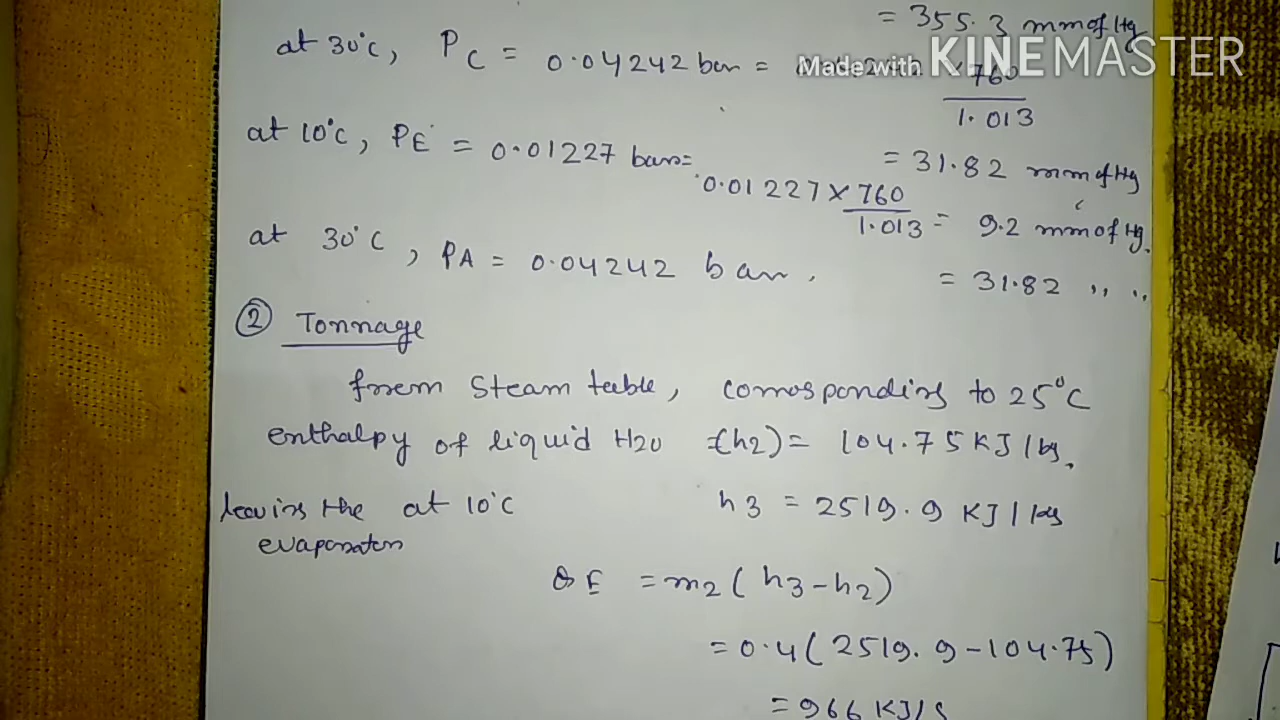 = 355.3 mm of Hg
at 30°C, PC = 0.04242 bar = × 760
1.013
Made with KINEMASTER
= 31.82 mm of Hg
at 10°C, PE = 0.01227 bar =
0.01227 × 760
1.013 = 9.2 mm of Hg.
at 30°C, PA = 0.04242 bar.
= 31.82 ,, ,,
② Tonnage
from Steam table, corresponding to 25°C
enthalpy of liquid H2O (h2) = 104.75 KJ/kg.
leaving the at 10°C h3 = 2519.9 KJ/kg
evaporator
QE = m2 (h3 - h2)
= 0.4 (2519.9 - 104.75)
= 966 KJ/S